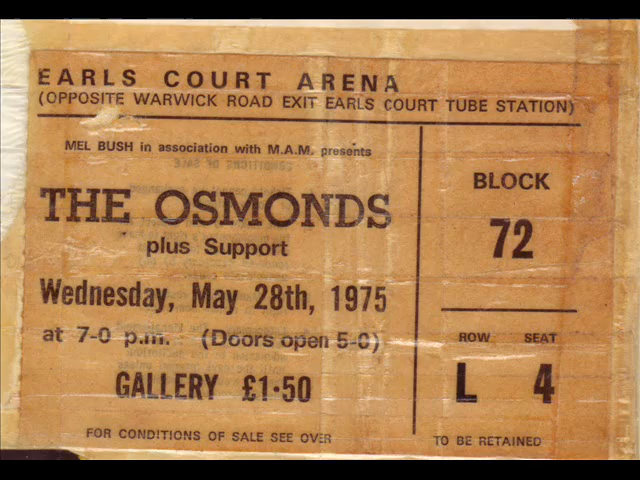 EARLS COURT ARENA
(OPPOSITE WARWICK ROAD EXIT EARLS COURT TUBE STATION)
MEL BUSH in association with M.A.M. presents
THE OSMONDS
plus Support
Wednesday, May 28th, 1975
at 7-0 p.m. (Doors open 5-0)
GALLERY £1·50
FOR CONDITIONS OF SALE SEE OVER
BLOCK
72
ROW SEAT
L 4
TO BE RETAINED